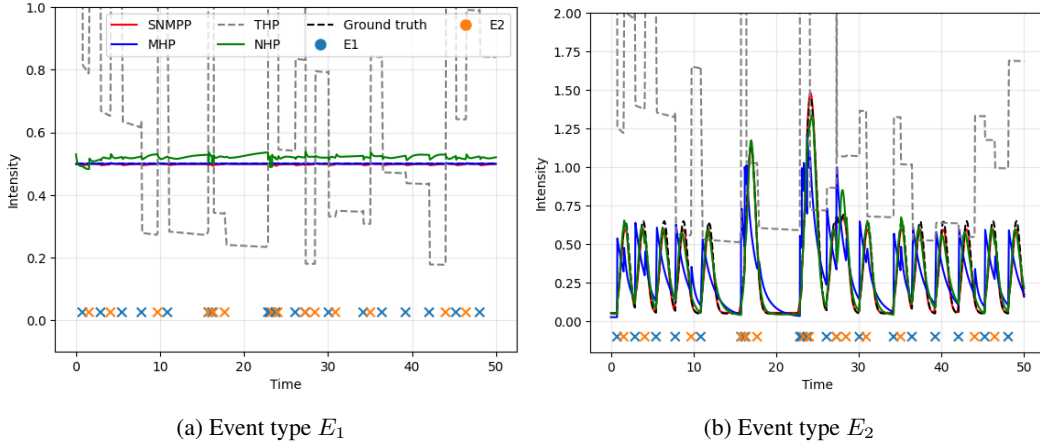 1.0
0.8
0.6
0.4
0.2
0.0
Intensity
SNMPP
MHP
THP
NHP
Ground truth
E1
E2
0
10
20
30
40
50
Time
2.00
1.75
1.50
1.25
1.00
0.75
0.50
0.25
0.00
Intensity
0
10
20
30
40
50
Time
(a) Event type E₁
(b) Event type E₂